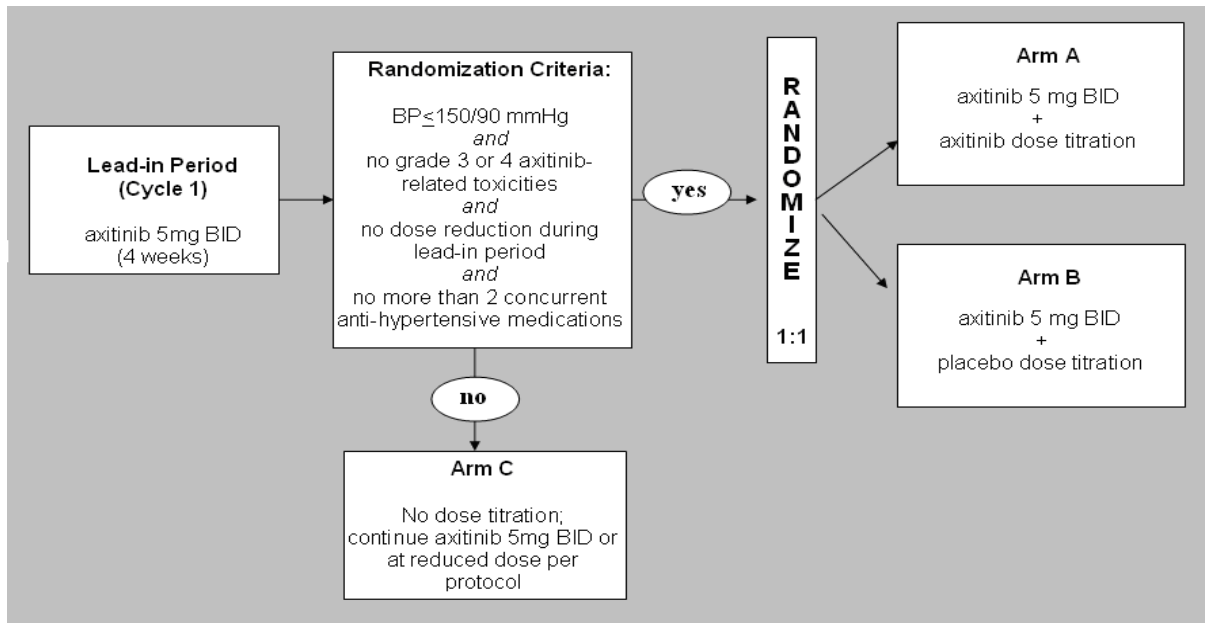 Lead-in Period
(Cycle 1)
axitinib 5mg BID
(4 weeks)
Randomization Criteria:
BP≤150/90 mmHg
and
no grade 3 or 4 axitinib-
related toxicities
and
no dose reduction during
lead-in period
and
no more than 2 concurrent
anti-hypertensive medications
yes
no
RANDOMIZE
1:1
Arm A
axitinib 5 mg BID
+
axitinib dose titration
Arm B
axitinib 5 mg BID
+
placebo dose titration
Arm C
No dose titration;
continue axitinib 5mg BID or
at reduced dose per
protocol